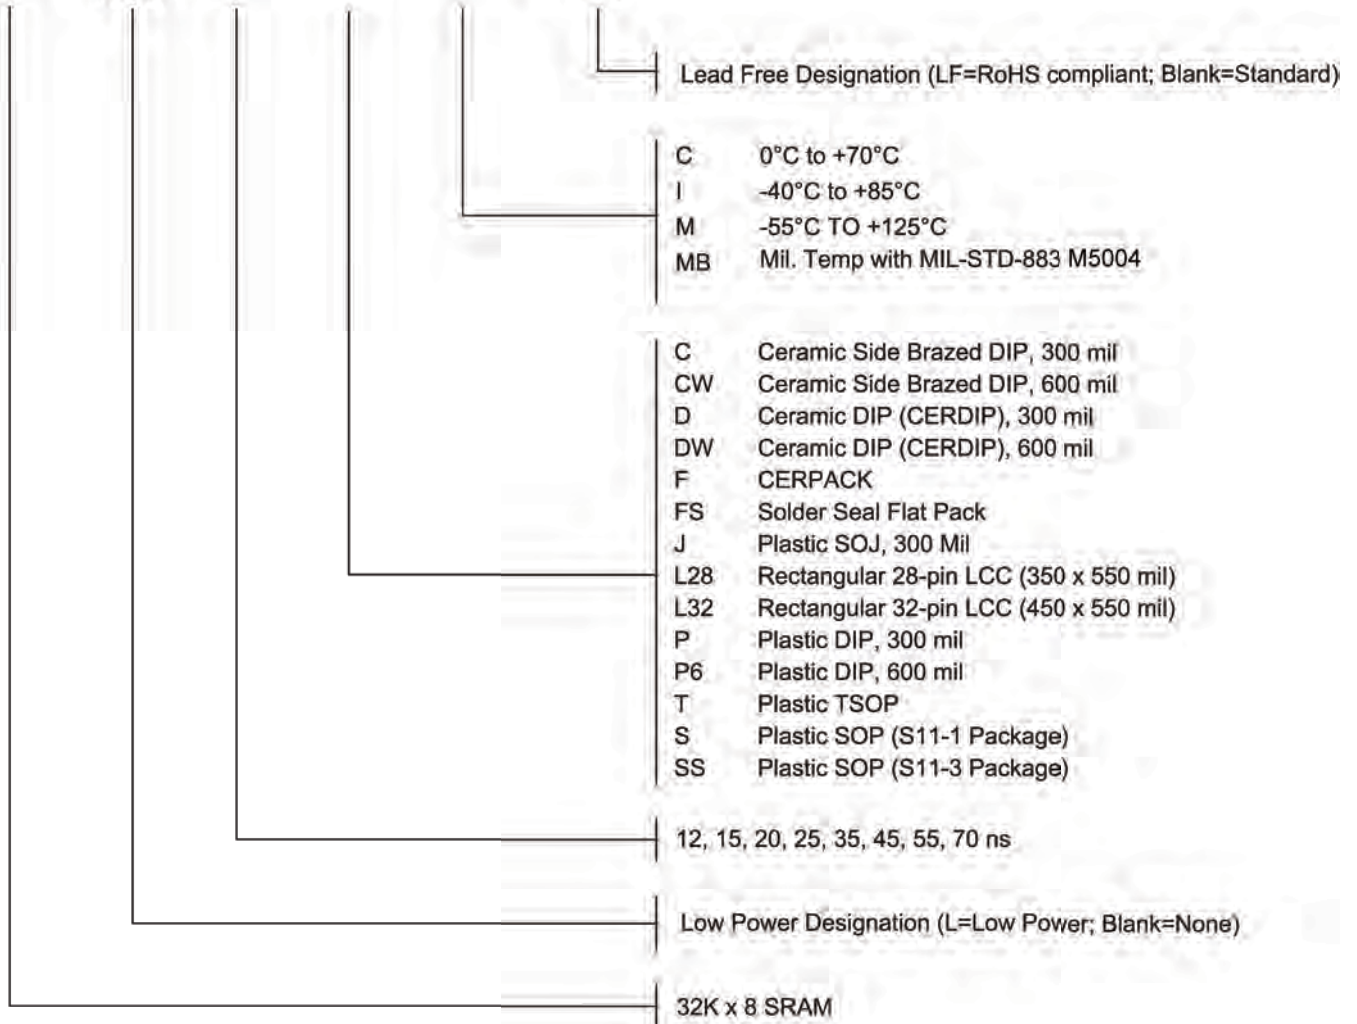 Lead Free Designation (LF=RoHS compliant; Blank=Standard)
C 0°C to +70°C
I -40°C to +85°C
M -55°C TO +125°C
MB Mil. Temp with MIL-STD-883 M5004
C Ceramic Side Brazed DIP, 300 mil
CW Ceramic Side Brazed DIP, 600 mil
D Ceramic DIP (CERDIP), 300 mil
DW Ceramic DIP (CERDIP), 600 mil
F CERPACK
FS Solder Seal Flat Pack
J Plastic SOJ, 300 Mil
L28 Rectangular 28-pin LCC (350 x 550 mil)
L32 Rectangular 32-pin LCC (450 x 550 mil)
P Plastic DIP, 300 mil
P6 Plastic DIP, 600 mil
T Plastic TSOP
S Plastic SOP (S11-1 Package)
SS Plastic SOP (S11-3 Package)
12, 15, 20, 25, 35, 45, 55, 70 ns
Low Power Designation (L=Low Power; Blank=None)
32K x 8 SRAM